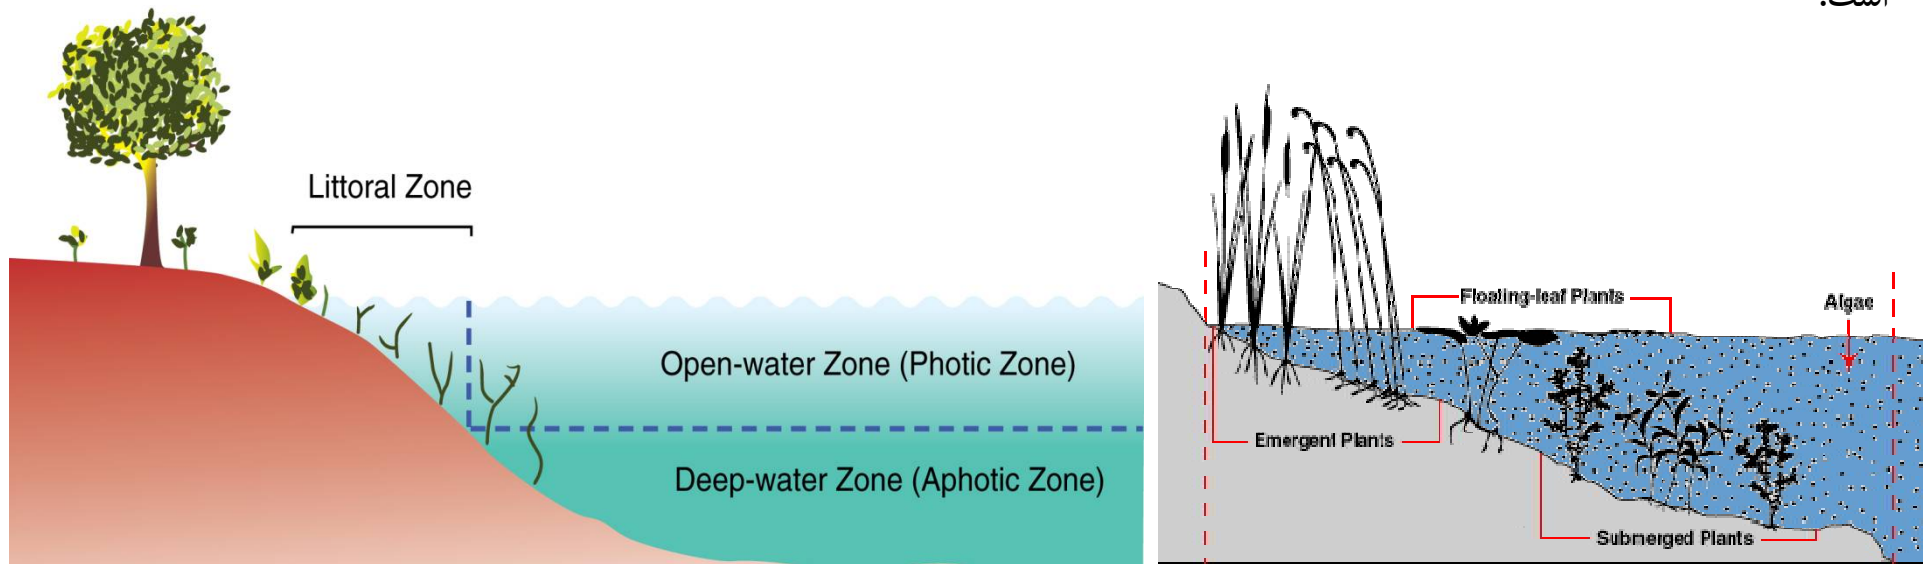 است.
Littoral Zone
Open-water Zone (Photic Zone)
Deep-water Zone (Aphotic Zone)
Floating-leaf Plants
Algae
Emergent Plants
Submerged Plants